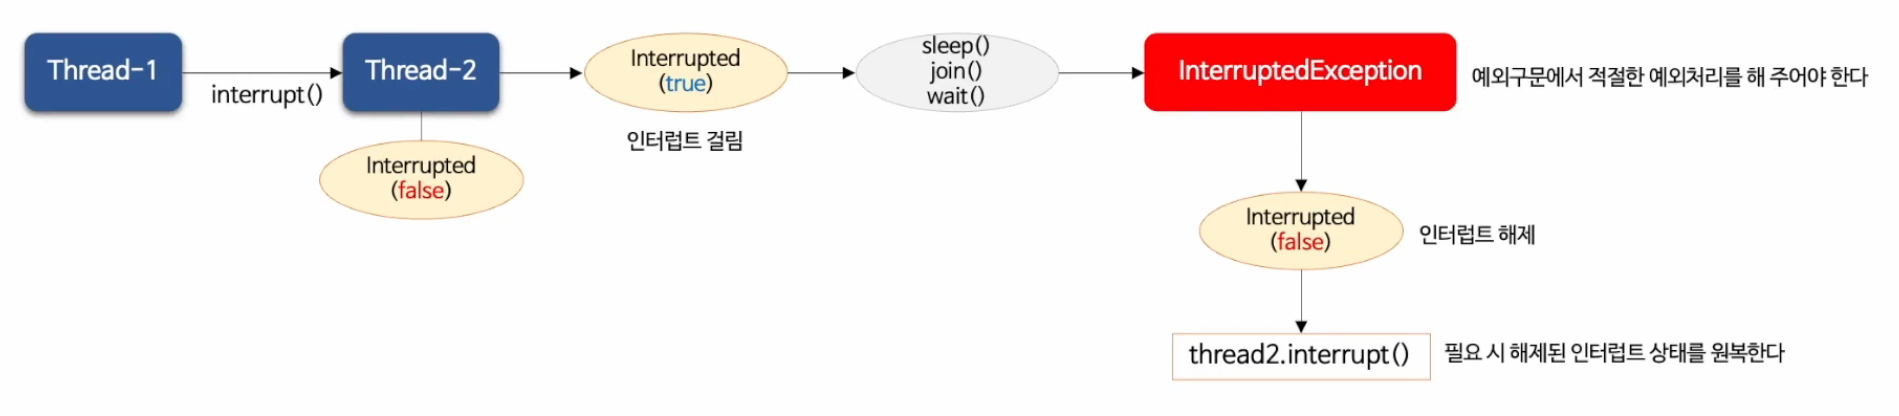 Thread-1
interrupt()
Thread-2
Interrupted
(false)
Interrupted
(true)
인터럽트 걸림
sleep()
join()
wait()
InterruptedException
예외구문에서 적절한 예외처리를 해 주어야 한다
Interrupted
(false)
인터럽트 해제
thread2.interrupt()
필요 시 해제된 인터럽트 상태를 원복한다